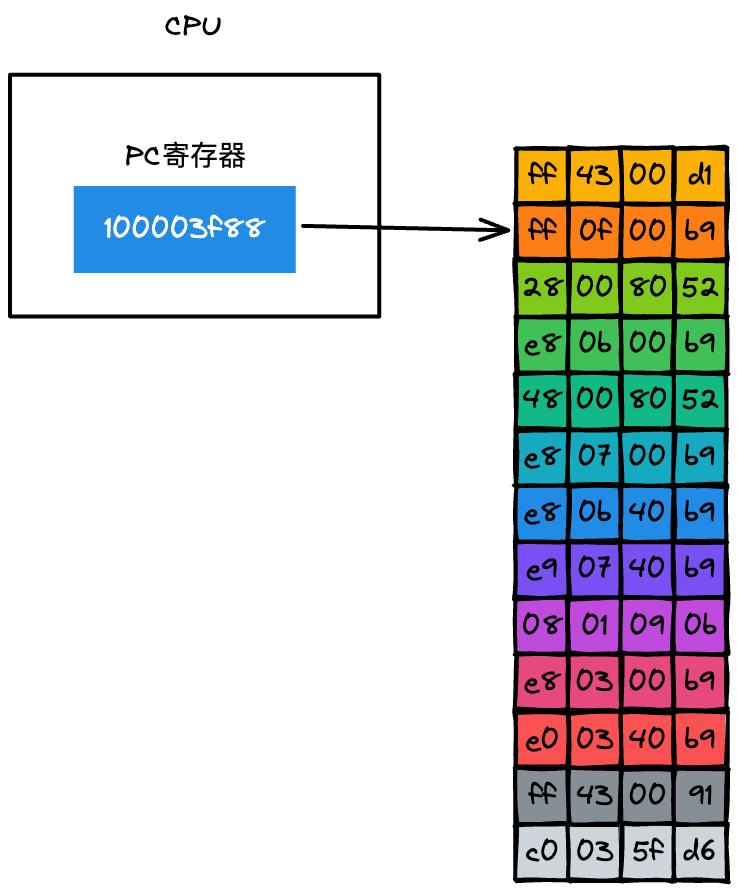 CPU
PC寄存器
100003f88
ff 43 00 d1
ff 0f 00 b9
28 00 80 52
e8 0b 00 b9
48 00 80 52
e8 07 00 b9
e8 0b 40 b9
e9 07 40 b9
08 01 09 0b
e8 03 00 b9
e0 03 40 b9
ff 43 00 91
c0 03 5f d6